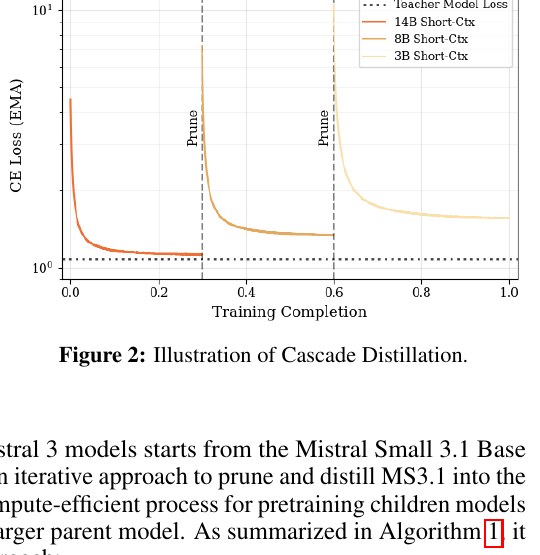 10¹
Teacher Model Loss
14B Short-Ctx
8B Short-Ctx
3B Short-Ctx
CE Loss (EMA)
Prune
Prune
10⁰
0.0 0.2 0.4 0.6 0.8 1.0
Training Completion
Figure 2: Illustration of Cascade Distillation.
stral 3 models starts from the Mistral Small 3.1 Base
n iterative approach to prune and distill MS3.1 into the
mpute-efficient process for pretraining children models
arger parent model. As summarized in Algorithm 1, it